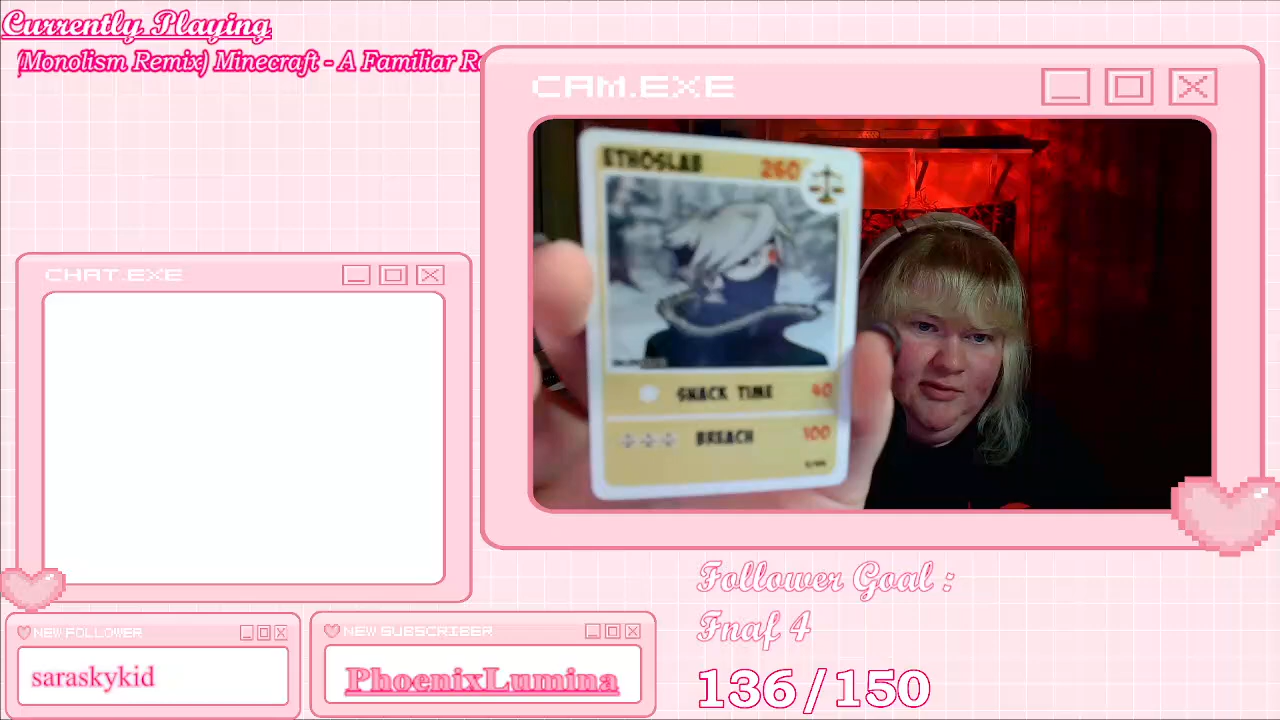 Currently Playing
(Monolism Remix) Minecraft - A Familiar R
CAM.EXE
ETHOSLAB 260
SNACK TIME 40
BREACH 100
CHAT.EXE
NEW FOLLOWER
saraskykid
NEW SUBSCRIBER
PhoenixLumina
Follower Goal :
Fnaf 4
136/150